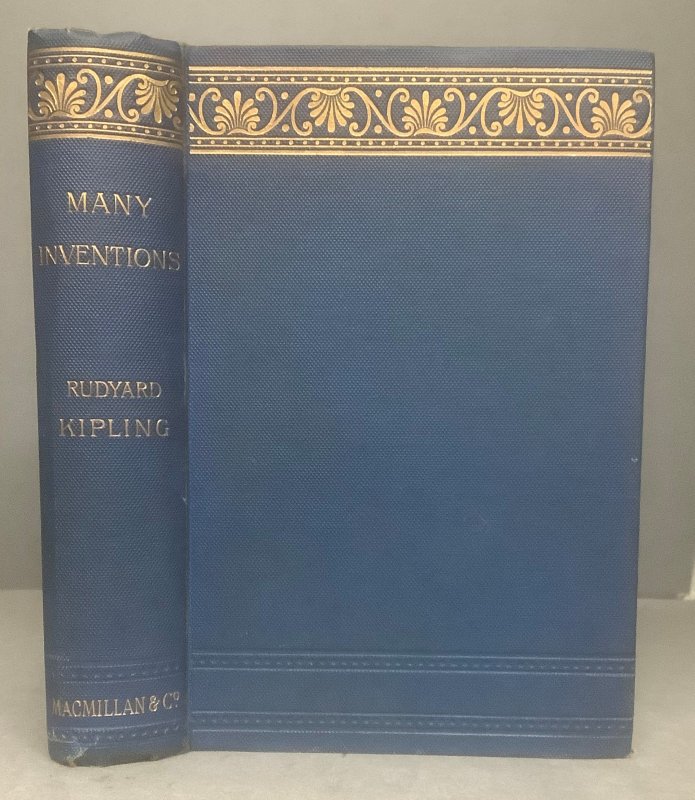 MANY
INVENTIONS
RUDYARD
KIPLING
MACMILLAN & Cº